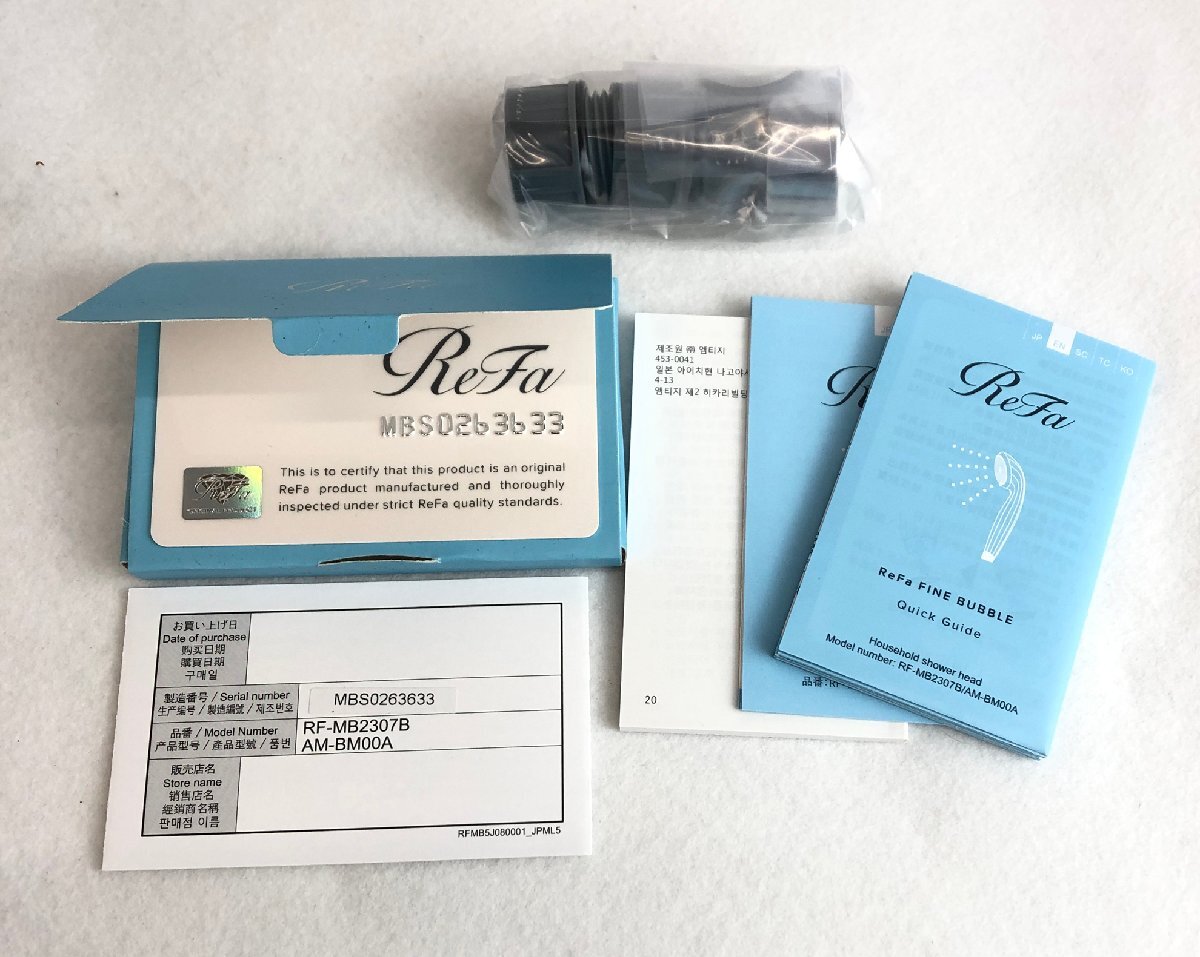 ReFa
MBS0263633
ReFa
This is to certify that this product is an original
ReFa product manufactured and thoroughly
inspected under strict ReFa quality standards.
제조원 ㈜ 엠티지
453-0041
일본 아이치현 나고야시
4-13
엠티지 제2 히카리빌딩
20
JP EN SC TC KO
ReFa
ReFa FINE BUBBLE
Quick Guide
Household shower head
Model number: RF-MB2307B/AM-BM00A
品番:RF-
お買い上げ日
Date of purchase
购买日期
購買日期
구매일
製造番号 / Serial number
生产编号 / 製造編號 / 제조번호
MBS0263633
品番 / Model Number
产品型号 / 產品型號 / 품번
RF-MB2307B
AM-BM00A
販売店名
Store name
销售店名
經銷商名稱
판매점 이름
RFMB5J080001_JPML5